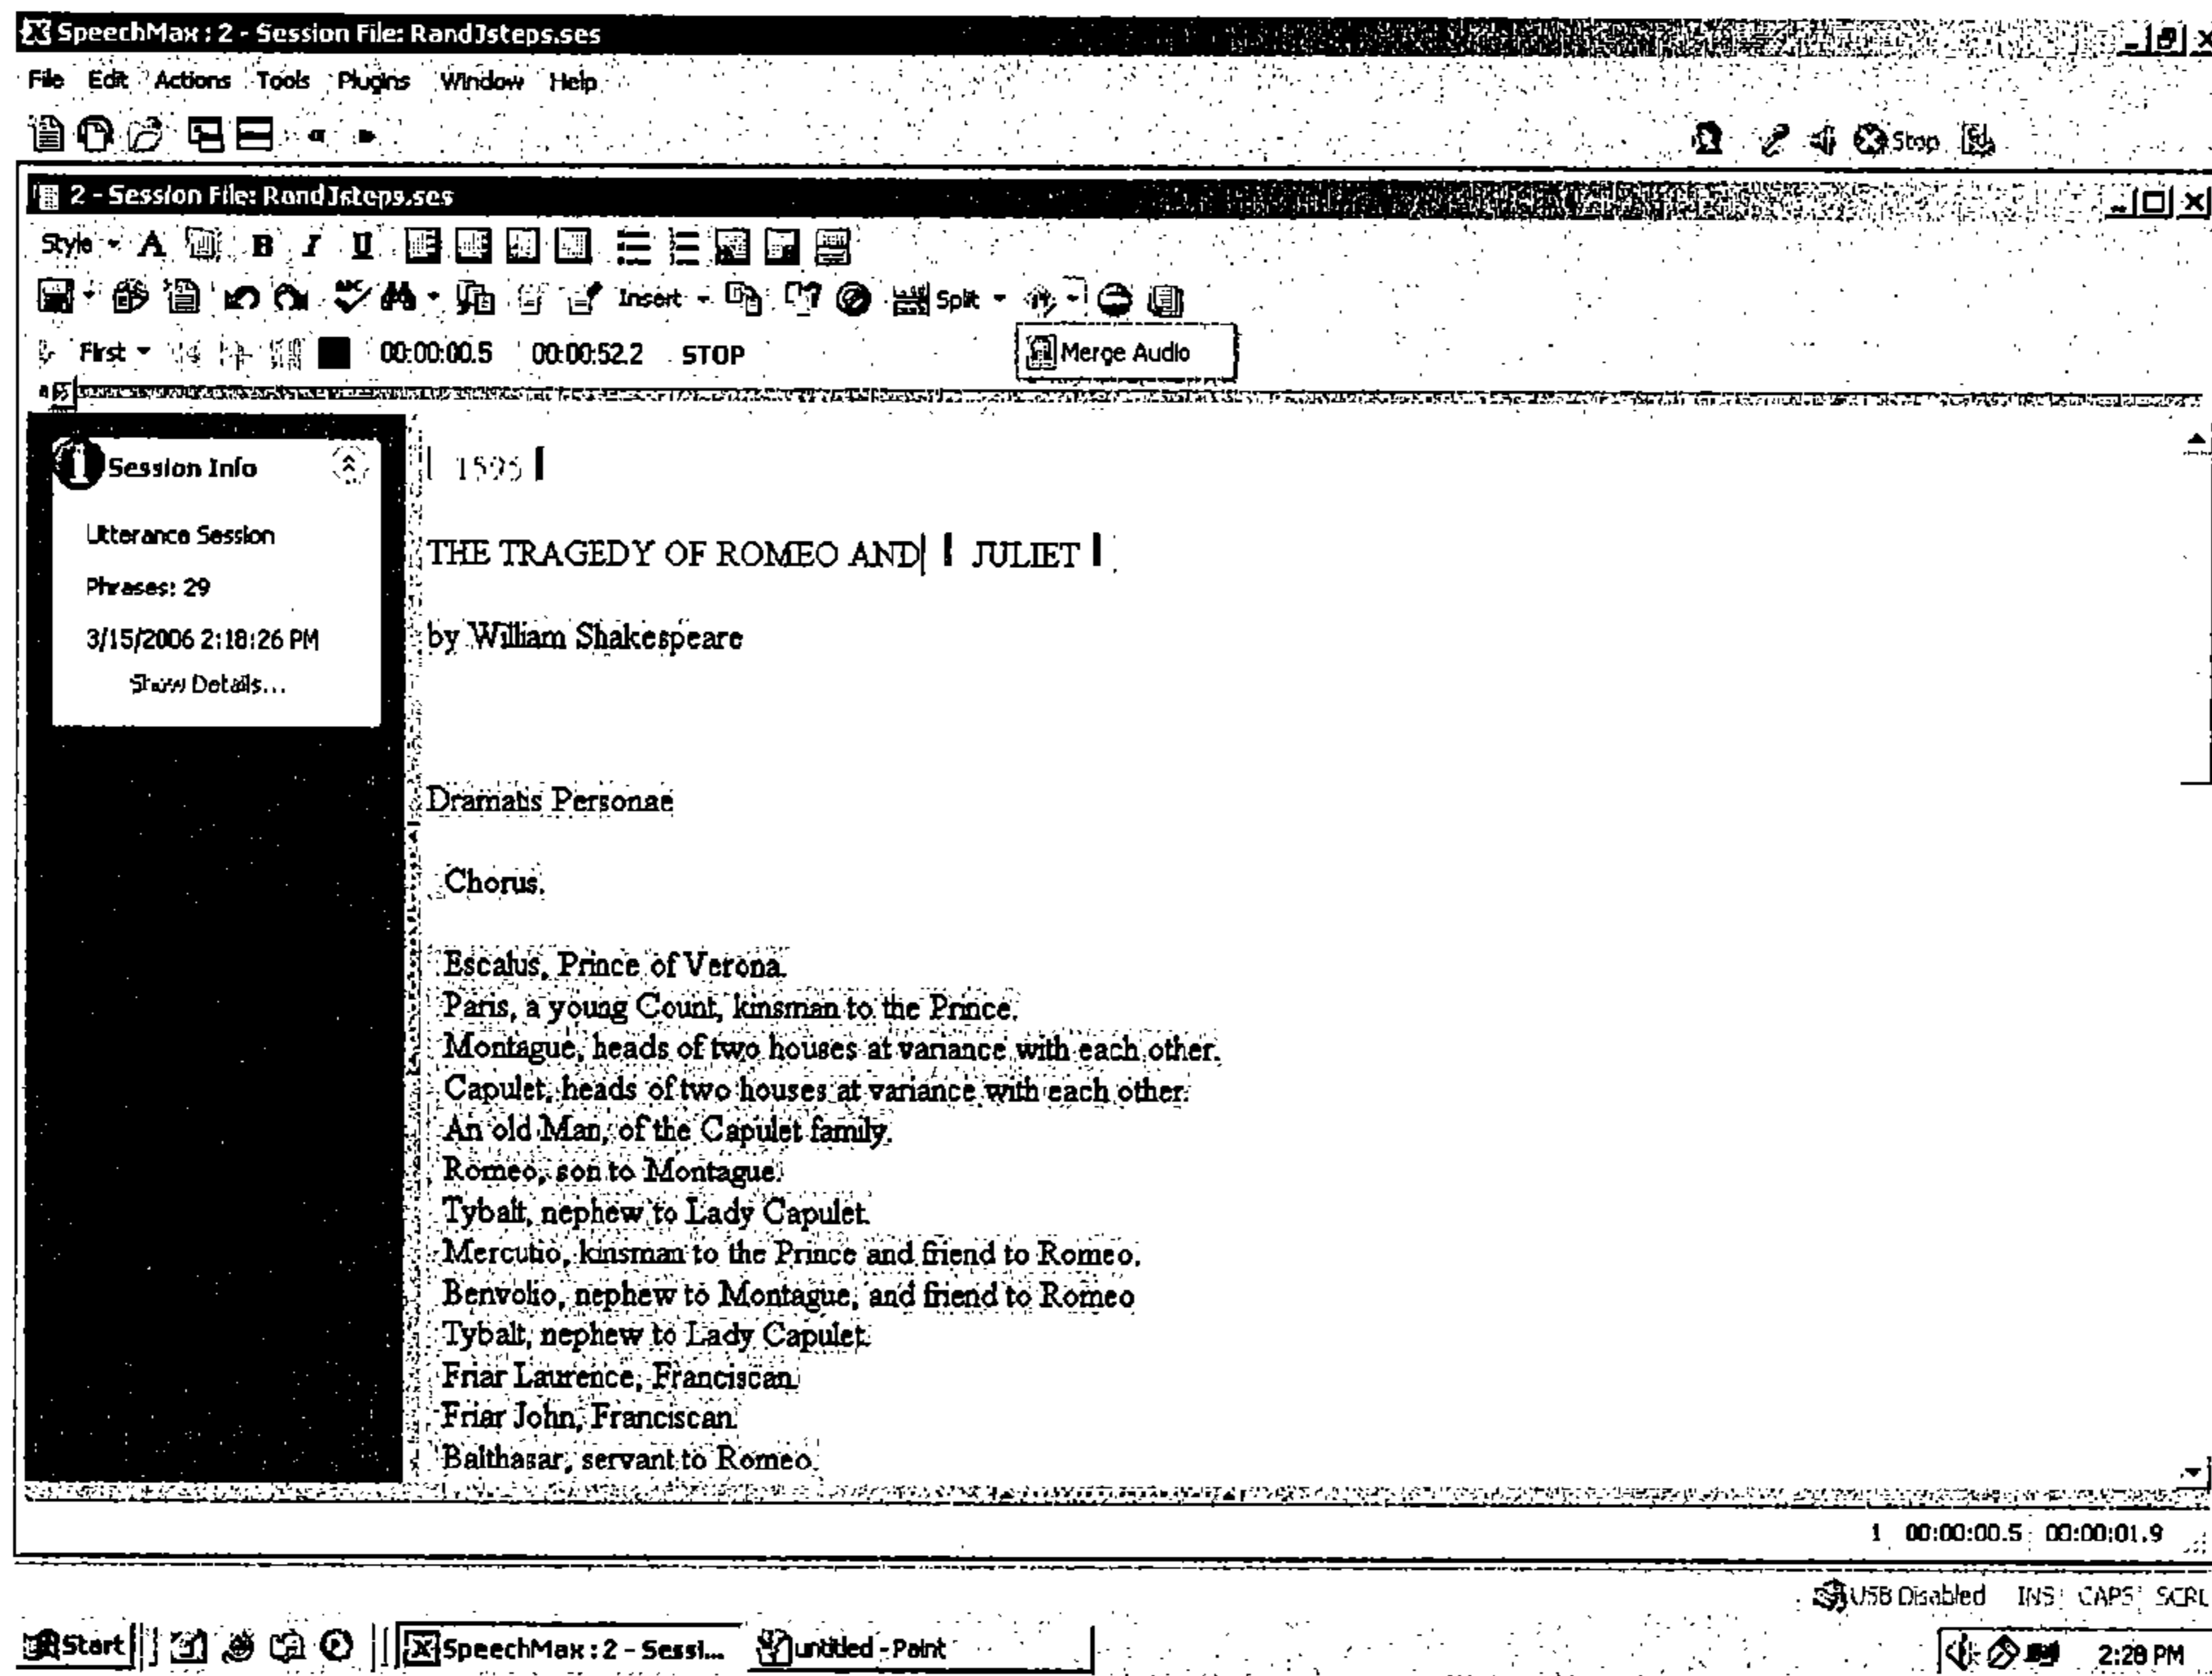 SpeechMax : 2 - Session File: RandJsteps.ses
File Edit Actions Tools Plugins Window Help
Stop
2 - Session File: RandJsteps.ses
Style A B I U
ABC Insert Split
First 00:00:00.5 00:00:52.2 STOP Merge Audio
Session Info
Utterance Session
Phrases: 29
3/15/2006 2:18:26 PM
Show Details...
1595
THE TRAGEDY OF ROMEO AND JULIET
by William Shakespeare
Dramatis Personae
Chorus.
Escalus, Prince of Verona.
Paris, a young Count, kinsman to the Prince.
Montague, heads of two houses at variance with each other.
Capulet, heads of two houses at variance with each other.
An old Man, of the Capulet family.
Romeo, son to Montague.
Tybalt, nephew to Lady Capulet.
Mercutio, kinsman to the Prince and friend to Romeo.
Benvolio, nephew to Montague, and friend to Romeo
Tybalt, nephew to Lady Capulet.
Friar Laurence, Franciscan.
Friar John, Franciscan.
Balthasar, servant to Romeo.
1 00:00:00.5 00:00:01.9
USB Disabled INS CAPS SCRL
Start SpeechMax : 2 - Sessi... untitled - Paint 2:28 PM